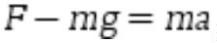 F − mg = ma